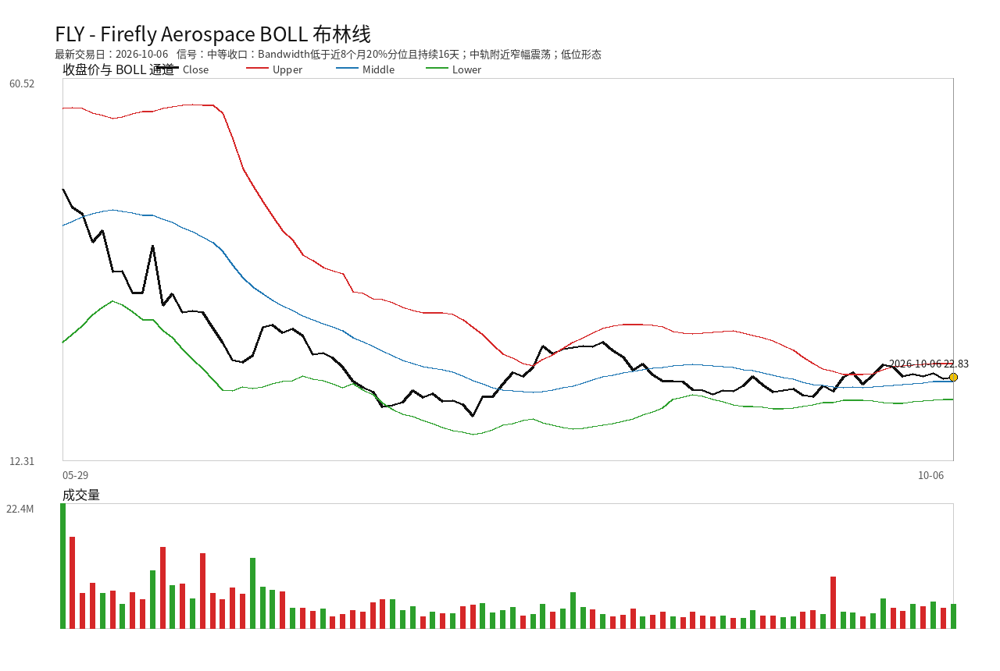 FLY - Firefly Aerospace BOLL 布林线
最新交易日：2026-10-06 信号：中等收口：Bandwidth低于近8个月20%分位且持续16天；中轨附近窄幅震荡；低位形态
收盘价与 BOLL 通道 Close Upper Middle Lower
60.52
2026-10-06 22.83
12.31
05-29 10-06
成交量
22.4M